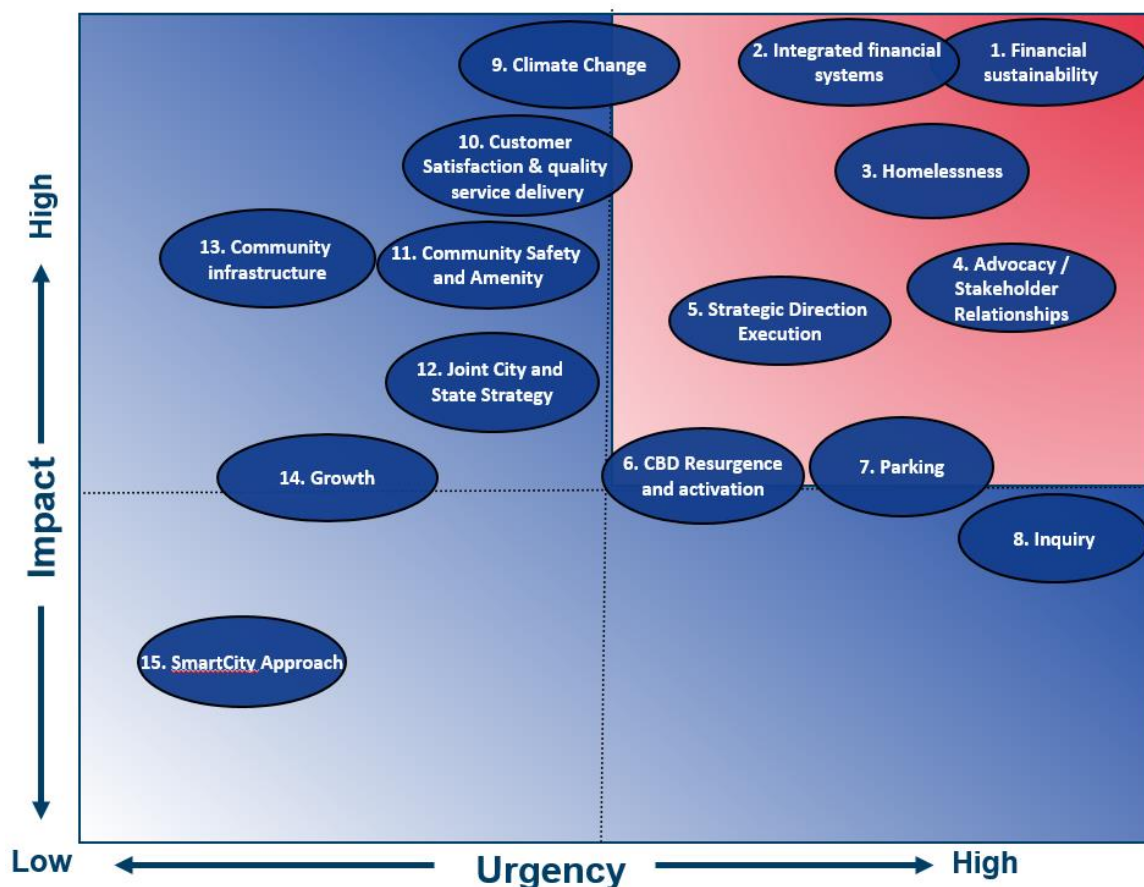 9. Climate Change
2. Integrated financial
systems
1. Financial
sustainability
10. Customer
Satisfaction & quality
service delivery
3. Homelessness
13. Community
infrastructure
11. Community Safety
and Amenity
4. Advocacy /
Stakeholder
Relationships
5. Strategic Direction
Execution
12. Joint City and
State Strategy
14. Growth
6. CBD Resurgence
and activation
7. Parking
8. Inquiry
15. SmartCity Approach
High
Impact
Low
Urgency
High